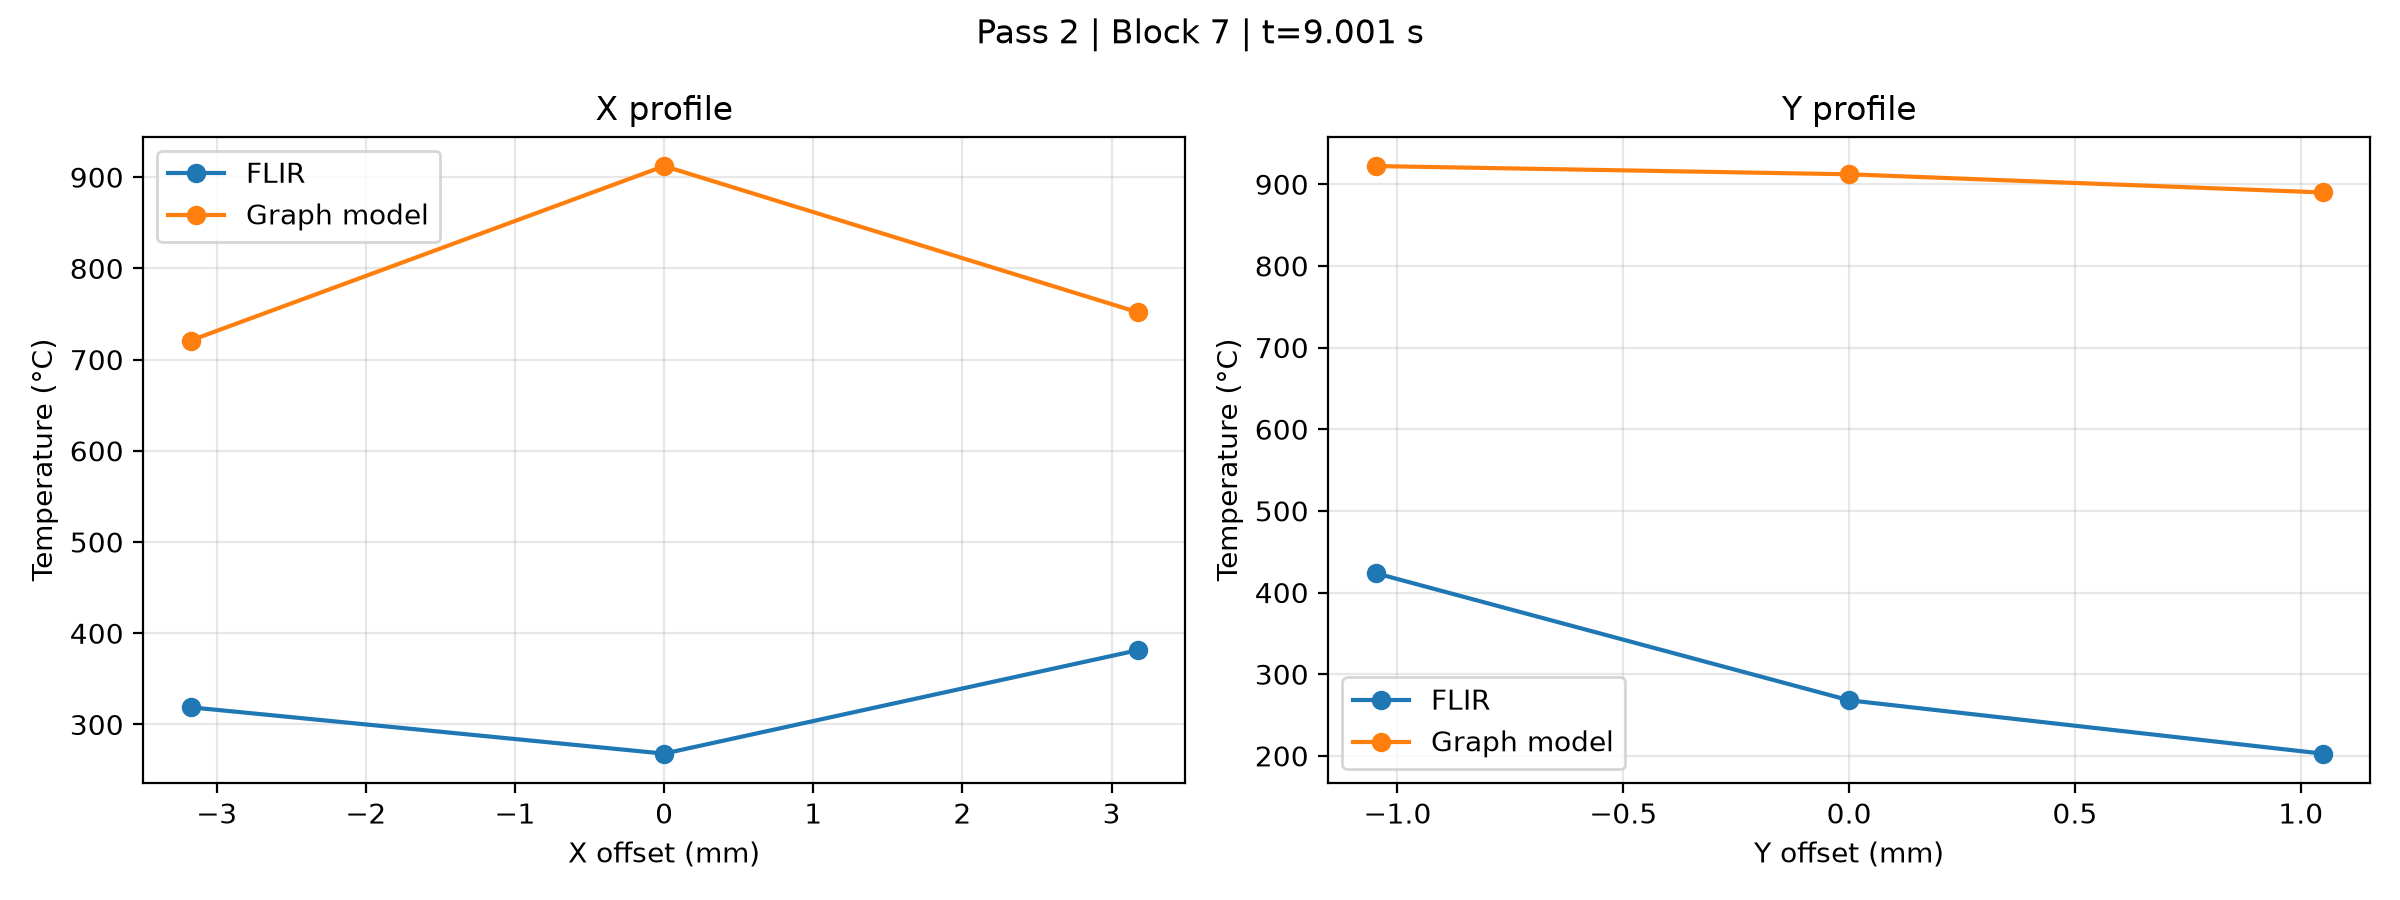 Pass 2 | Block 7 | t=9.001 s
X profile
FLIR
Graph model
Temperature (°C)
900
800
700
600
500
400
300
−3 −2 −1 0 1 2 3
X offset (mm)
Y profile
Temperature (°C)
900
800
700
600
500
400
300
200
FLIR
Graph model
−1.0 −0.5 0.0 0.5 1.0
Y offset (mm)